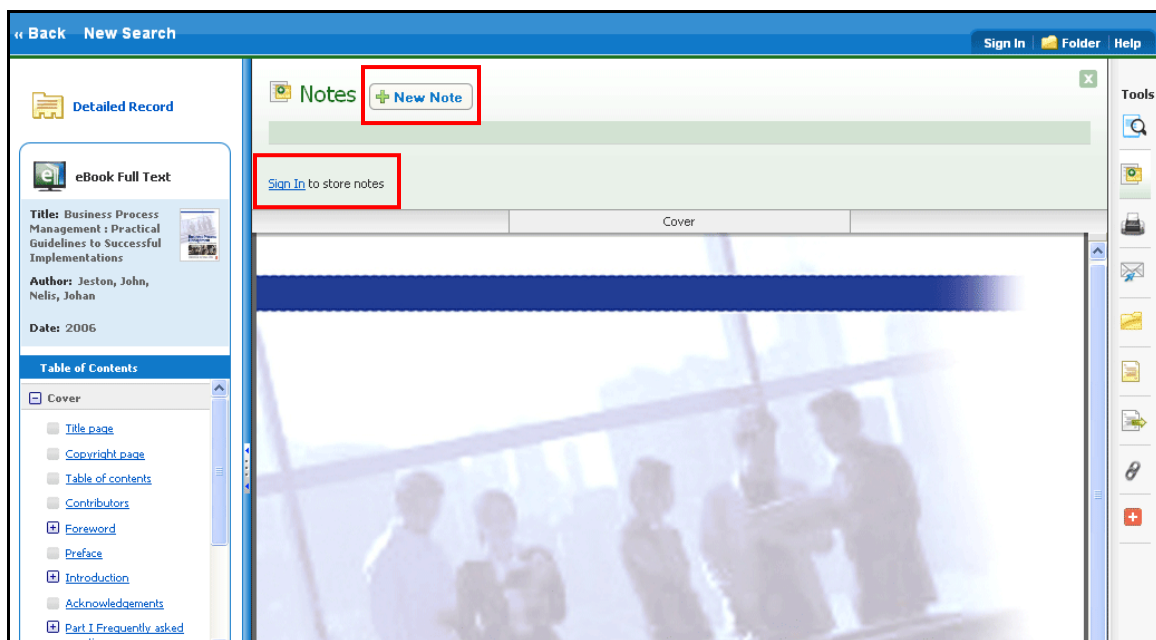 ‹‹ Back New Search
Sign In Folder Help
Detailed Record
eBook Full Text
Title: Business Process
Management : Practical
Guidelines to Successful
Implementations
Author: Jeston, John,
Nelis, Johan
Date: 2006
Table of Contents
Cover
Title page
Copyright page
Table of contents
Contributors
Foreword
Preface
Introduction
Acknowledgements
Part I Frequently asked
Notes New Note
Sign In to store notes
Cover
Tools